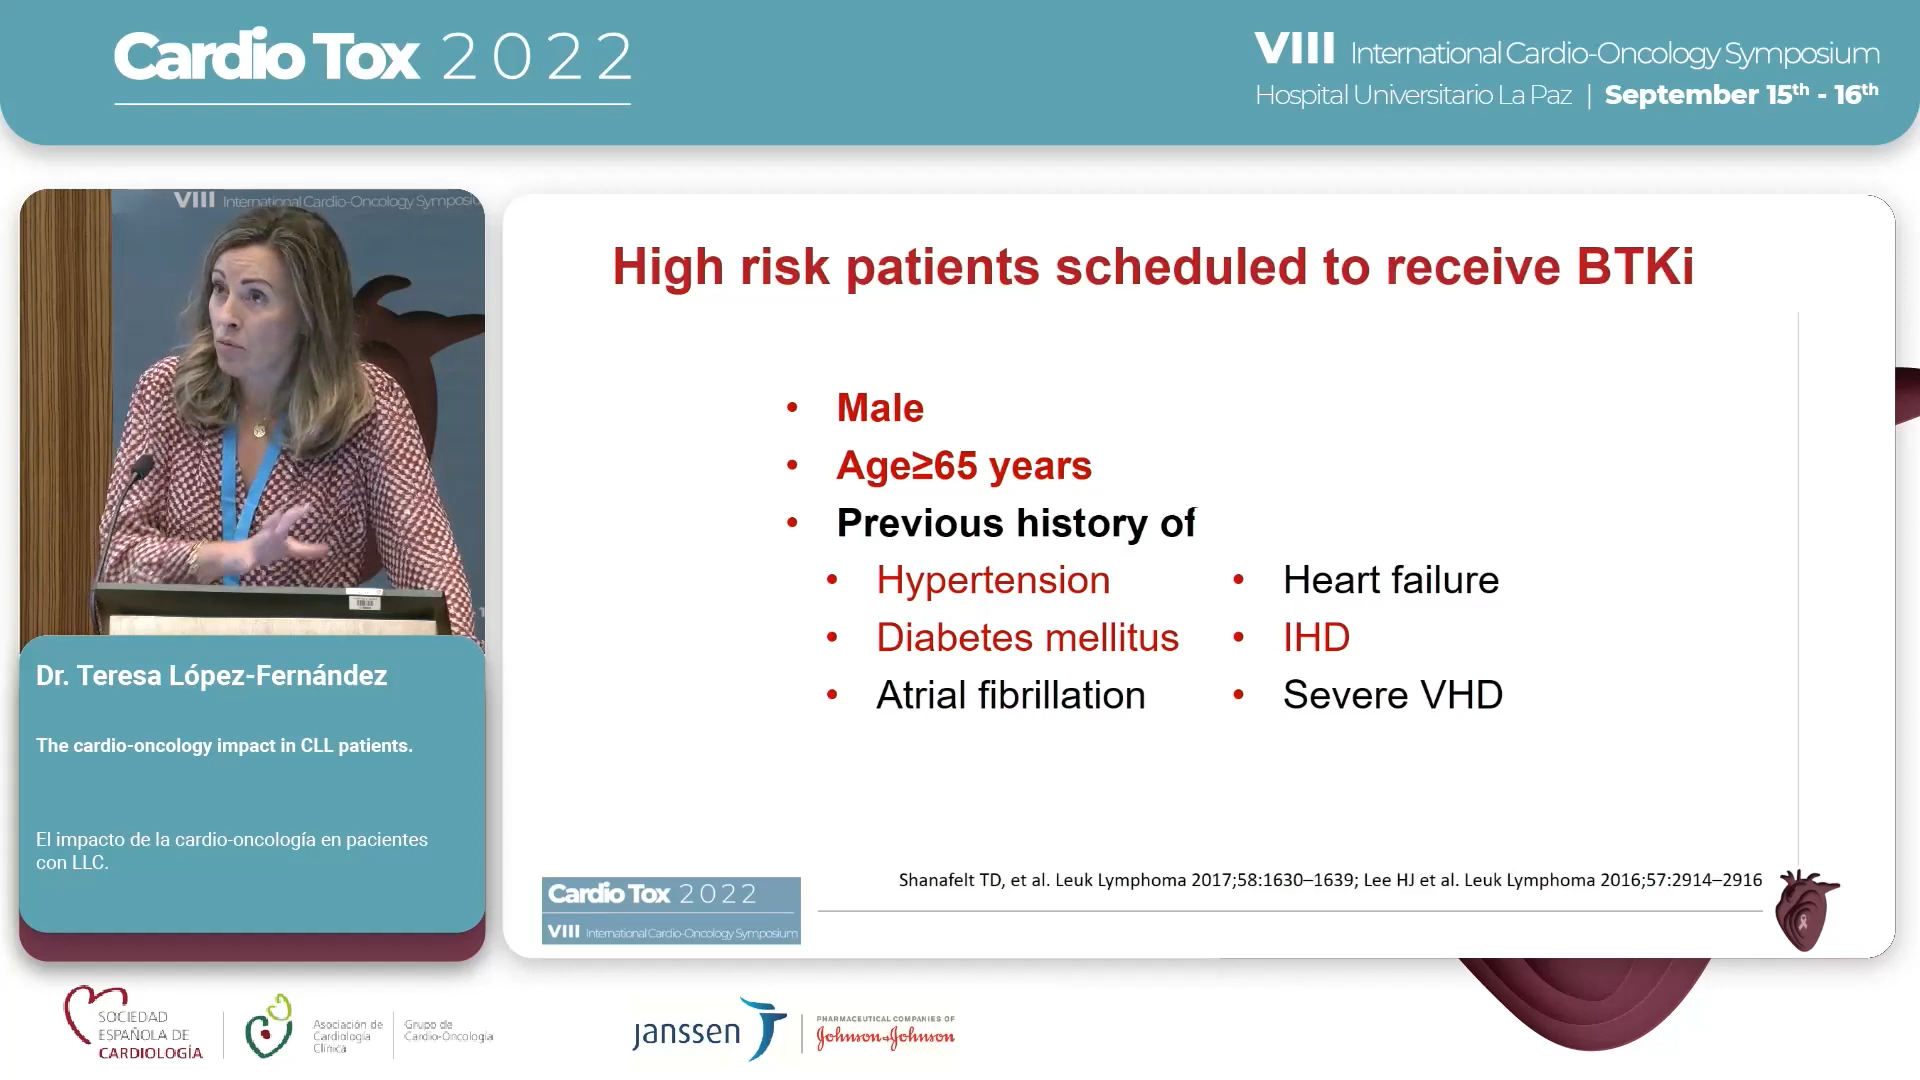 Cardio Tox 2022
VIII International Cardio-Oncology Symposium
Hospital Universitario La Paz | September 15th - 16th
VIII International Cardio-Oncology Symposiu
High risk patients scheduled to receive BTKi
• Male
• Age≥65 years
• Previous history of
• Hypertension
• Diabetes mellitus
• Atrial fibrillation
• Heart failure
• IHD
• Severe VHD
Dr. Teresa López-Fernández
The cardio-oncology impact in CLL patients.
El impacto de la cardio-oncología en pacientes
con LLC.
Shanafelt TD, et al. Leuk Lymphoma 2017;58:1630–1639; Lee HJ et al. Leuk Lymphoma 2016;57:2914–2916
Cardio Tox 2022
VIII International Cardio-Oncology Symposium
SOCIEDAD
ESPAÑOLA DE
CARDIOLOGÍA
Asociación de
Cardiología
Clínica
Grupo de
Cardio-Oncología
janssen
PHARMACEUTICAL COMPANIES OF
Johnson & Johnson